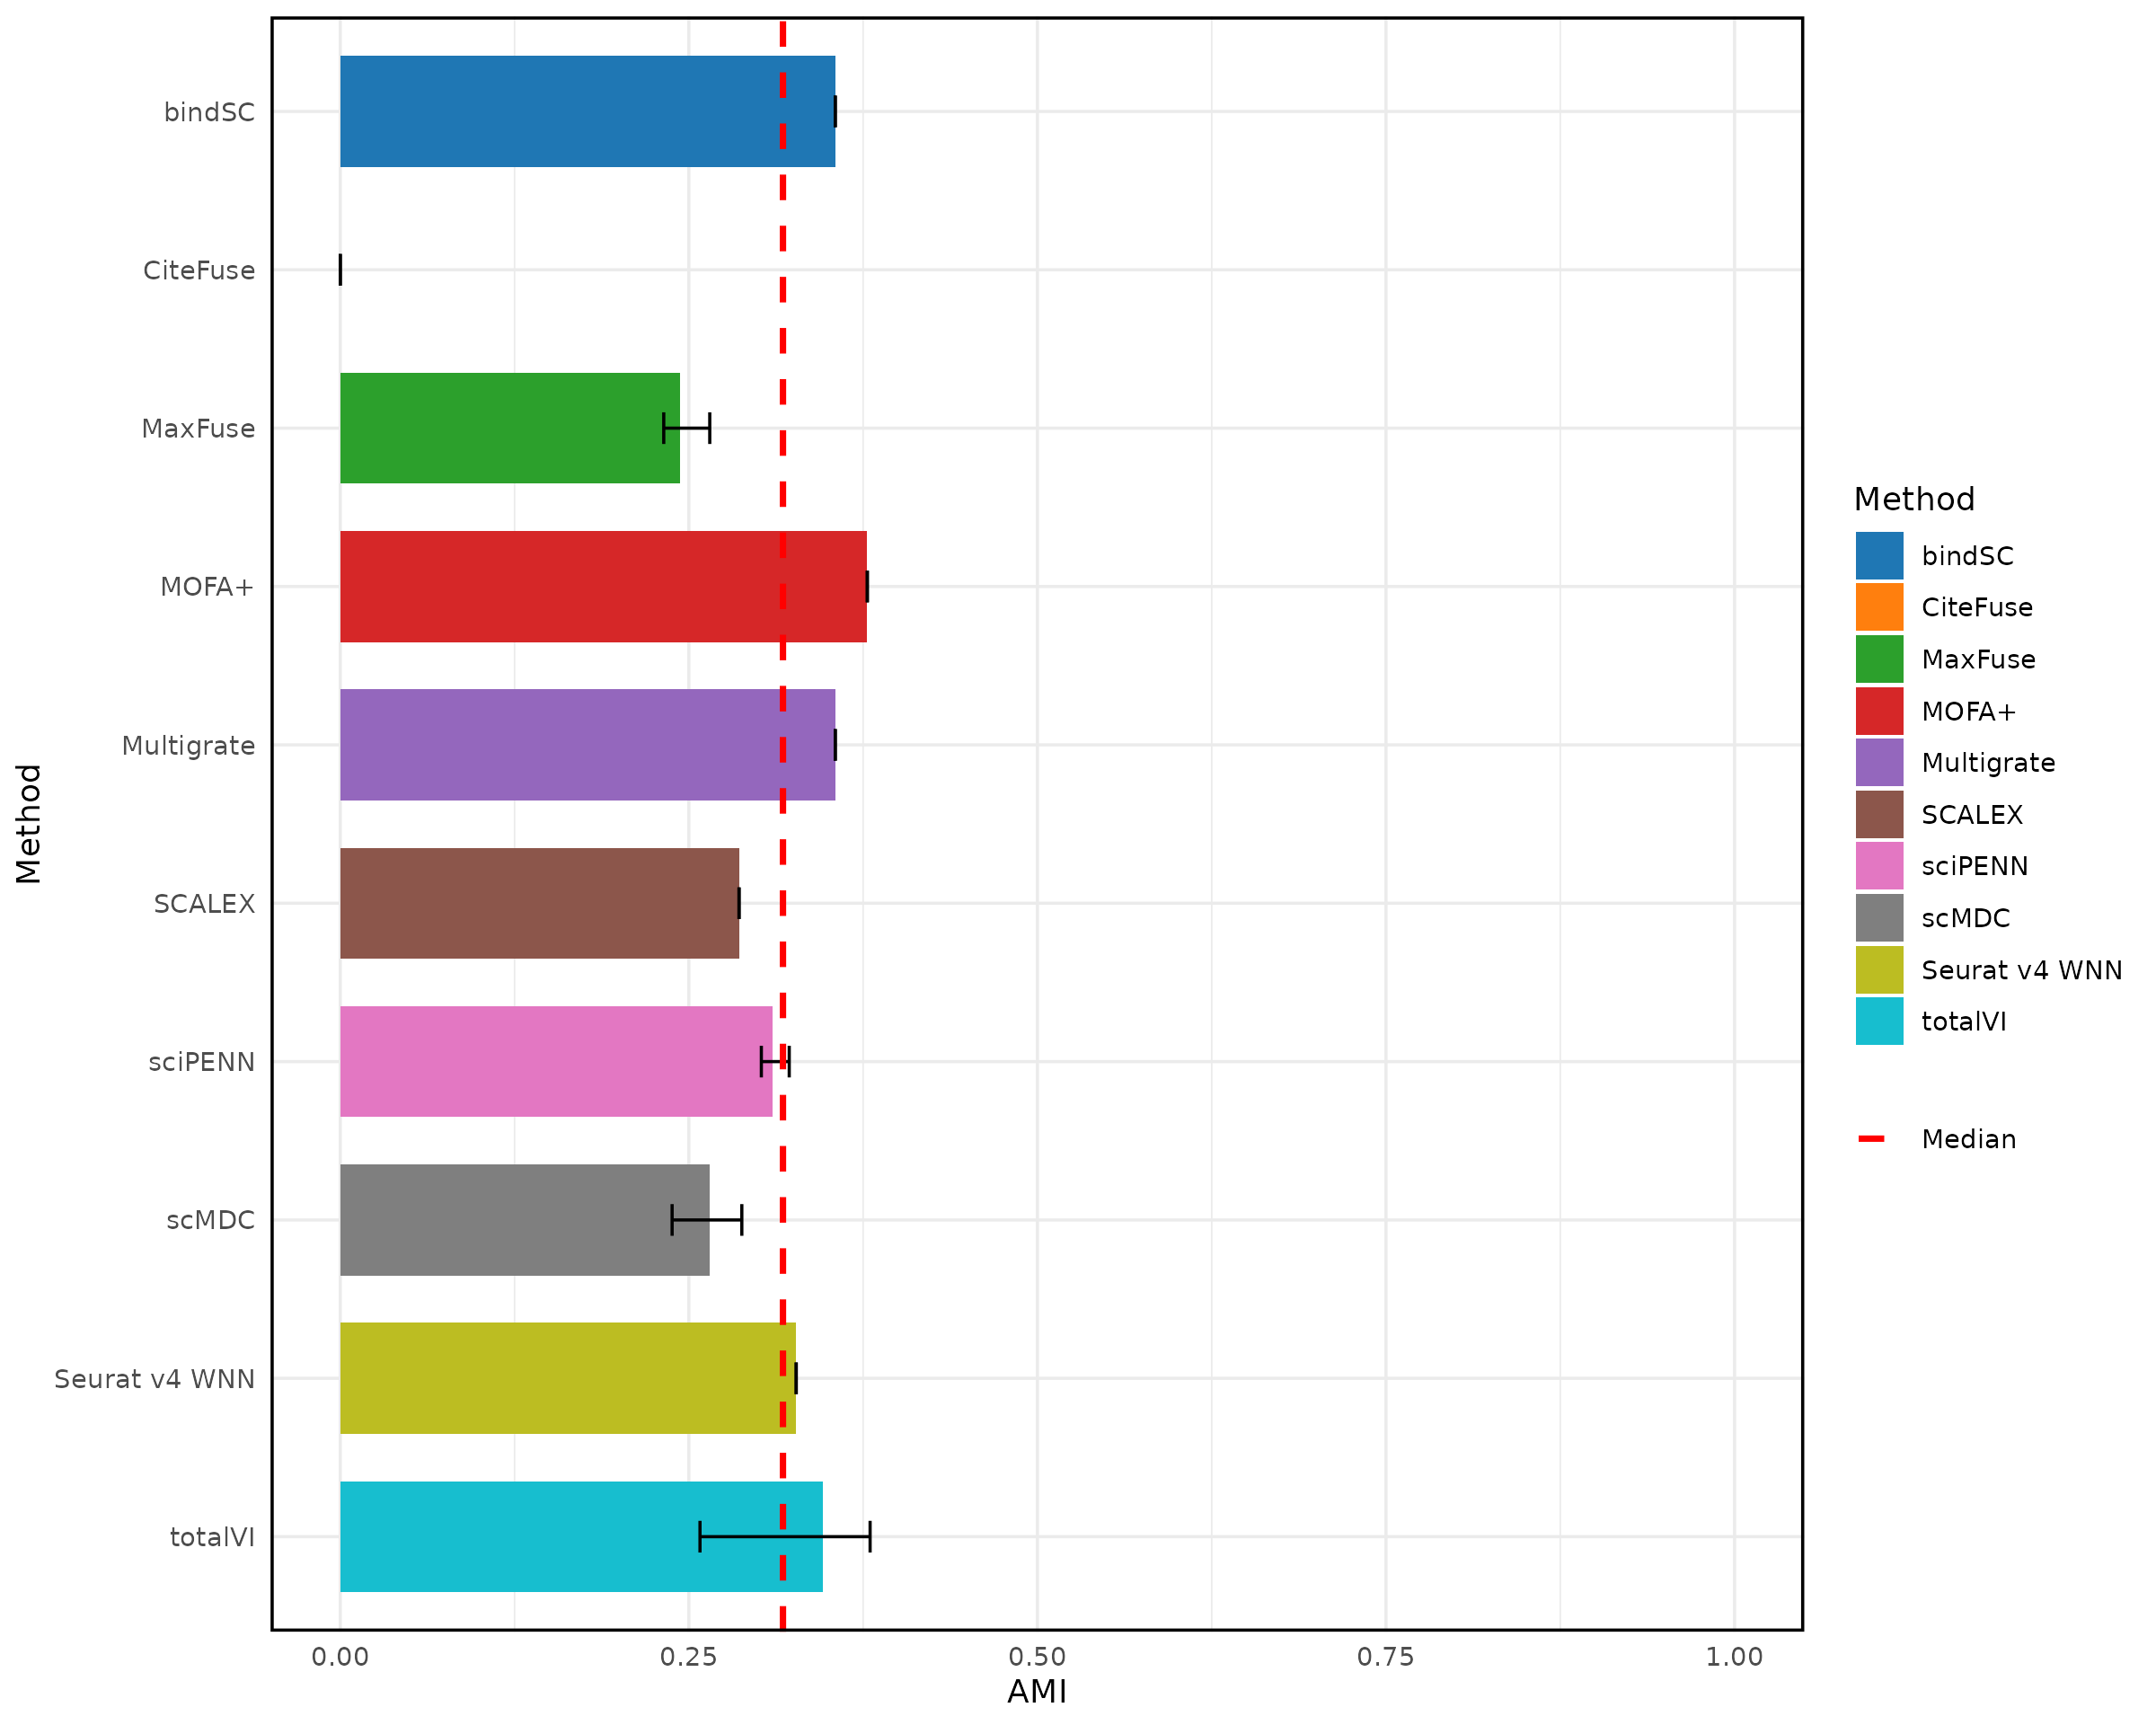 bindSC
CiteFuse
MaxFuse
MOFA+
Multigrate
SCALEX
sciPENN
scMDC
Seurat v4 WNN
totalVI
Method
0.00
0.25
0.50
0.75
1.00
AMI
Method
bindSC
CiteFuse
MaxFuse
MOFA+
Multigrate
SCALEX
sciPENN
scMDC
Seurat v4 WNN
totalVI
Median